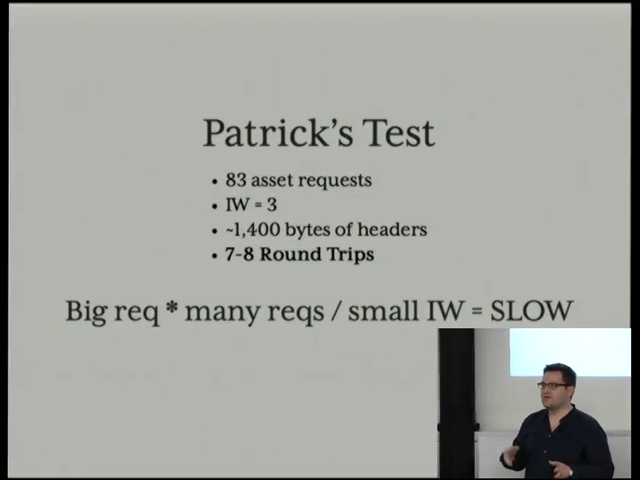 Patrick's Test
• 83 asset requests
• IW = 3
• ~1,400 bytes of headers
• 7-8 Round Trips
Big req * many reqs / small IW = SLOW